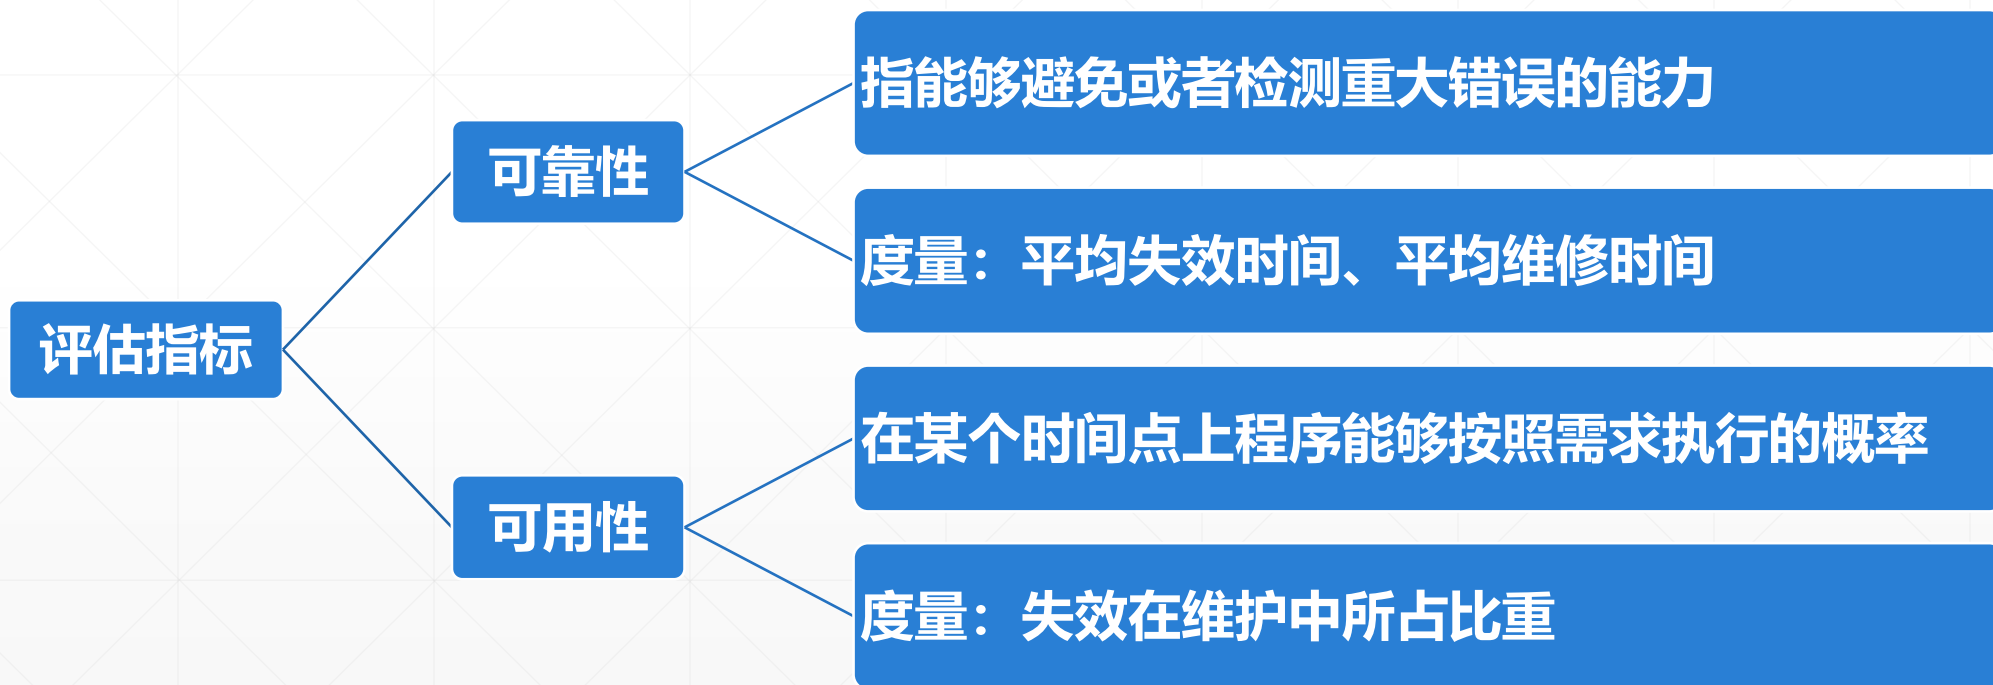 评估指标
可靠性
指能够避免或者检测重大错误的能力
度量：平均失效时间、平均维修时间
可用性
在某个时间点上程序能够按照需求执行的概率
度量：失效在维护中所占比重